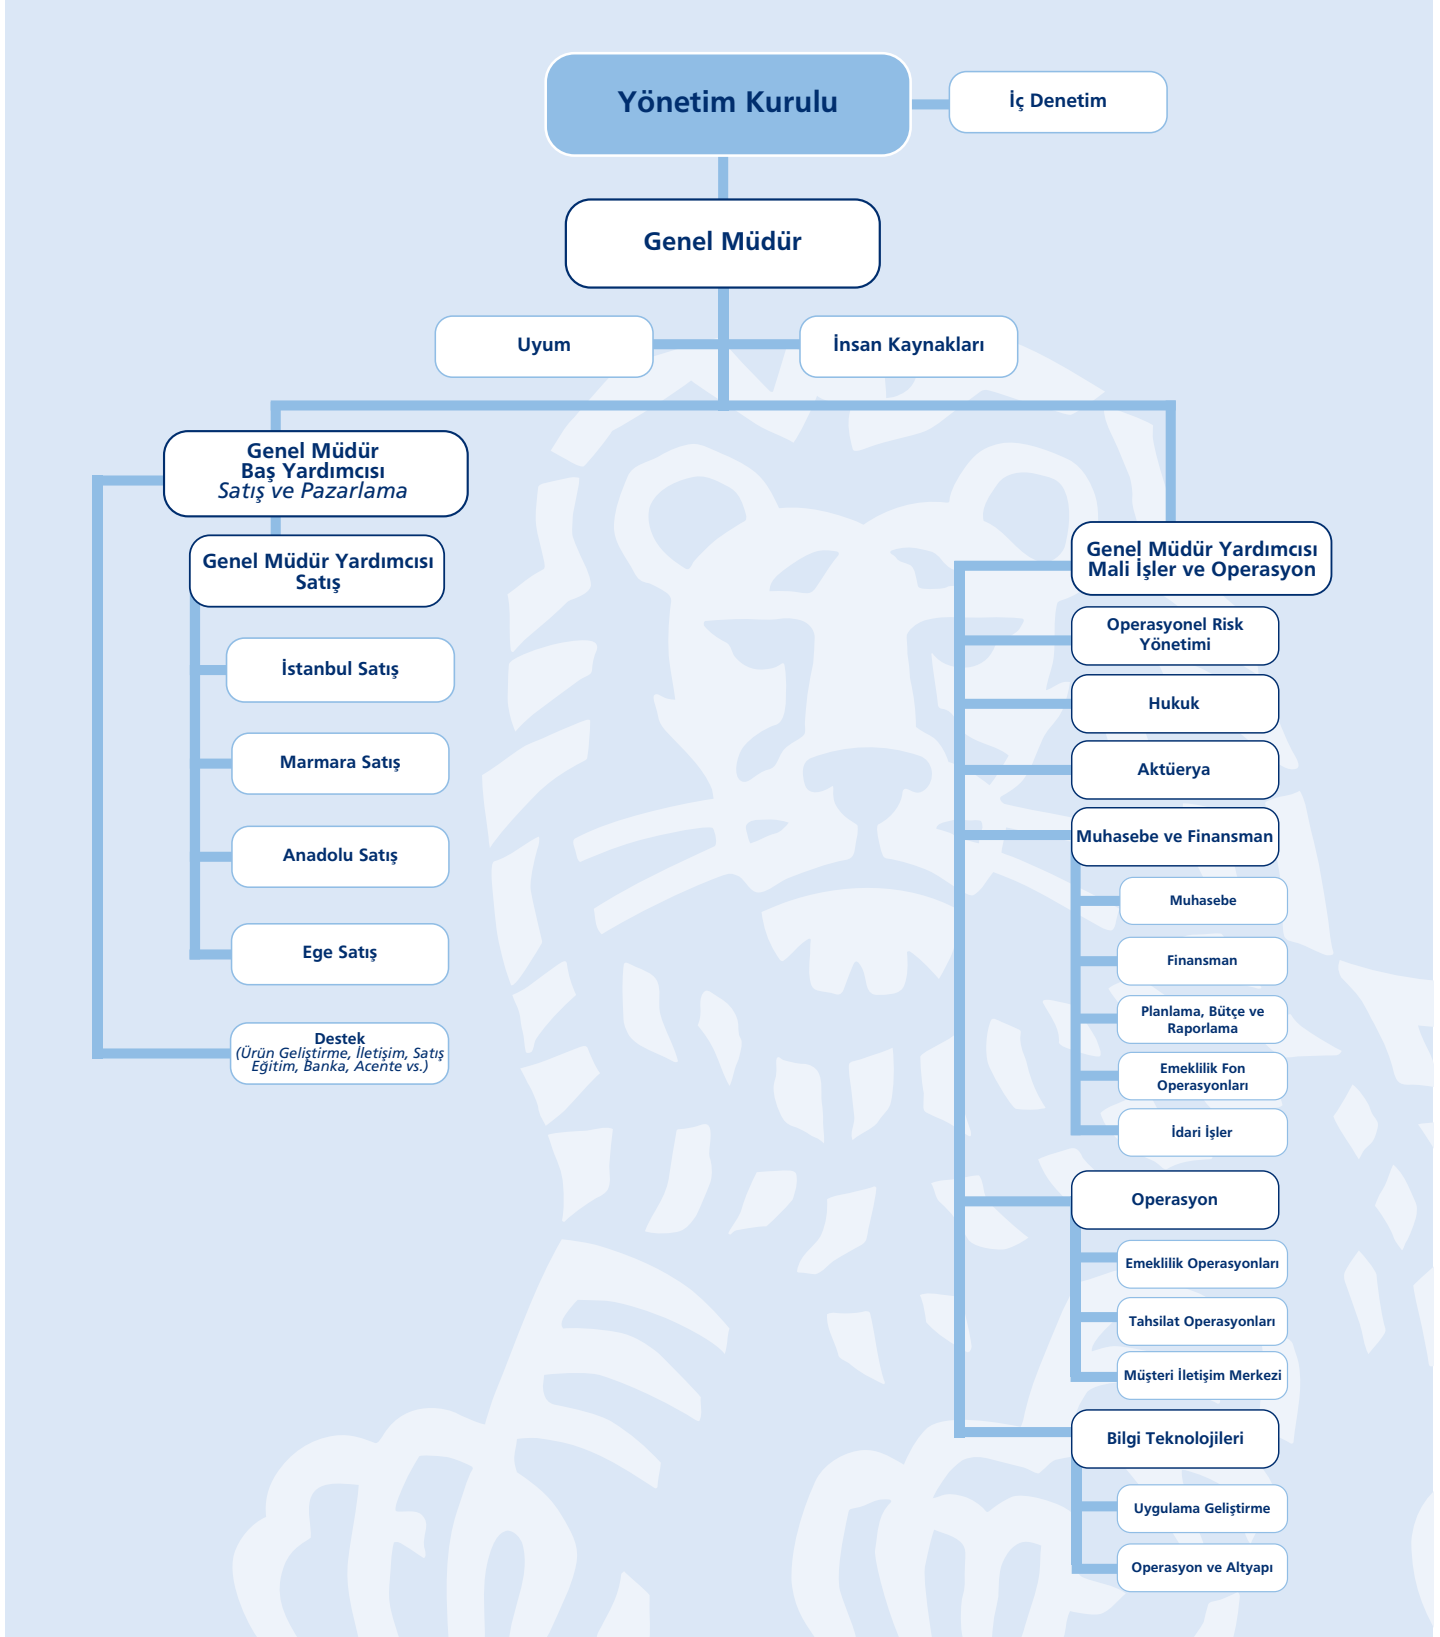 Yönetim Kurulu
İç Denetim
Genel Müdür
Uyum
İnsan Kaynakları
Genel Müdür
Baş Yardımcısı
Satış ve Pazarlama
Genel Müdür Yardımcısı
Satış
İstanbul Satış
Marmara Satış
Anadolu Satış
Ege Satış
Destek
(Ürün Geliştirme, İletişim, Satış
Eğitim, Banka, Acente vs.)
Genel Müdür Yardımcısı
Mali İşler ve Operasyon
Operasyonel Risk
Yönetimi
Hukuk
Aktüerya
Muhasebe ve Finansman
Muhasebe
Finansman
Planlama, Bütçe ve
Raporlama
Emeklilik Fon
Operasyonları
İdari İşler
Operasyon
Emeklilik Operasyonları
Tahsilat Operasyonları
Müşteri İletişim Merkezi
Bilgi Teknolojileri
Uygulama Geliştirme
Operasyon ve Altyapı